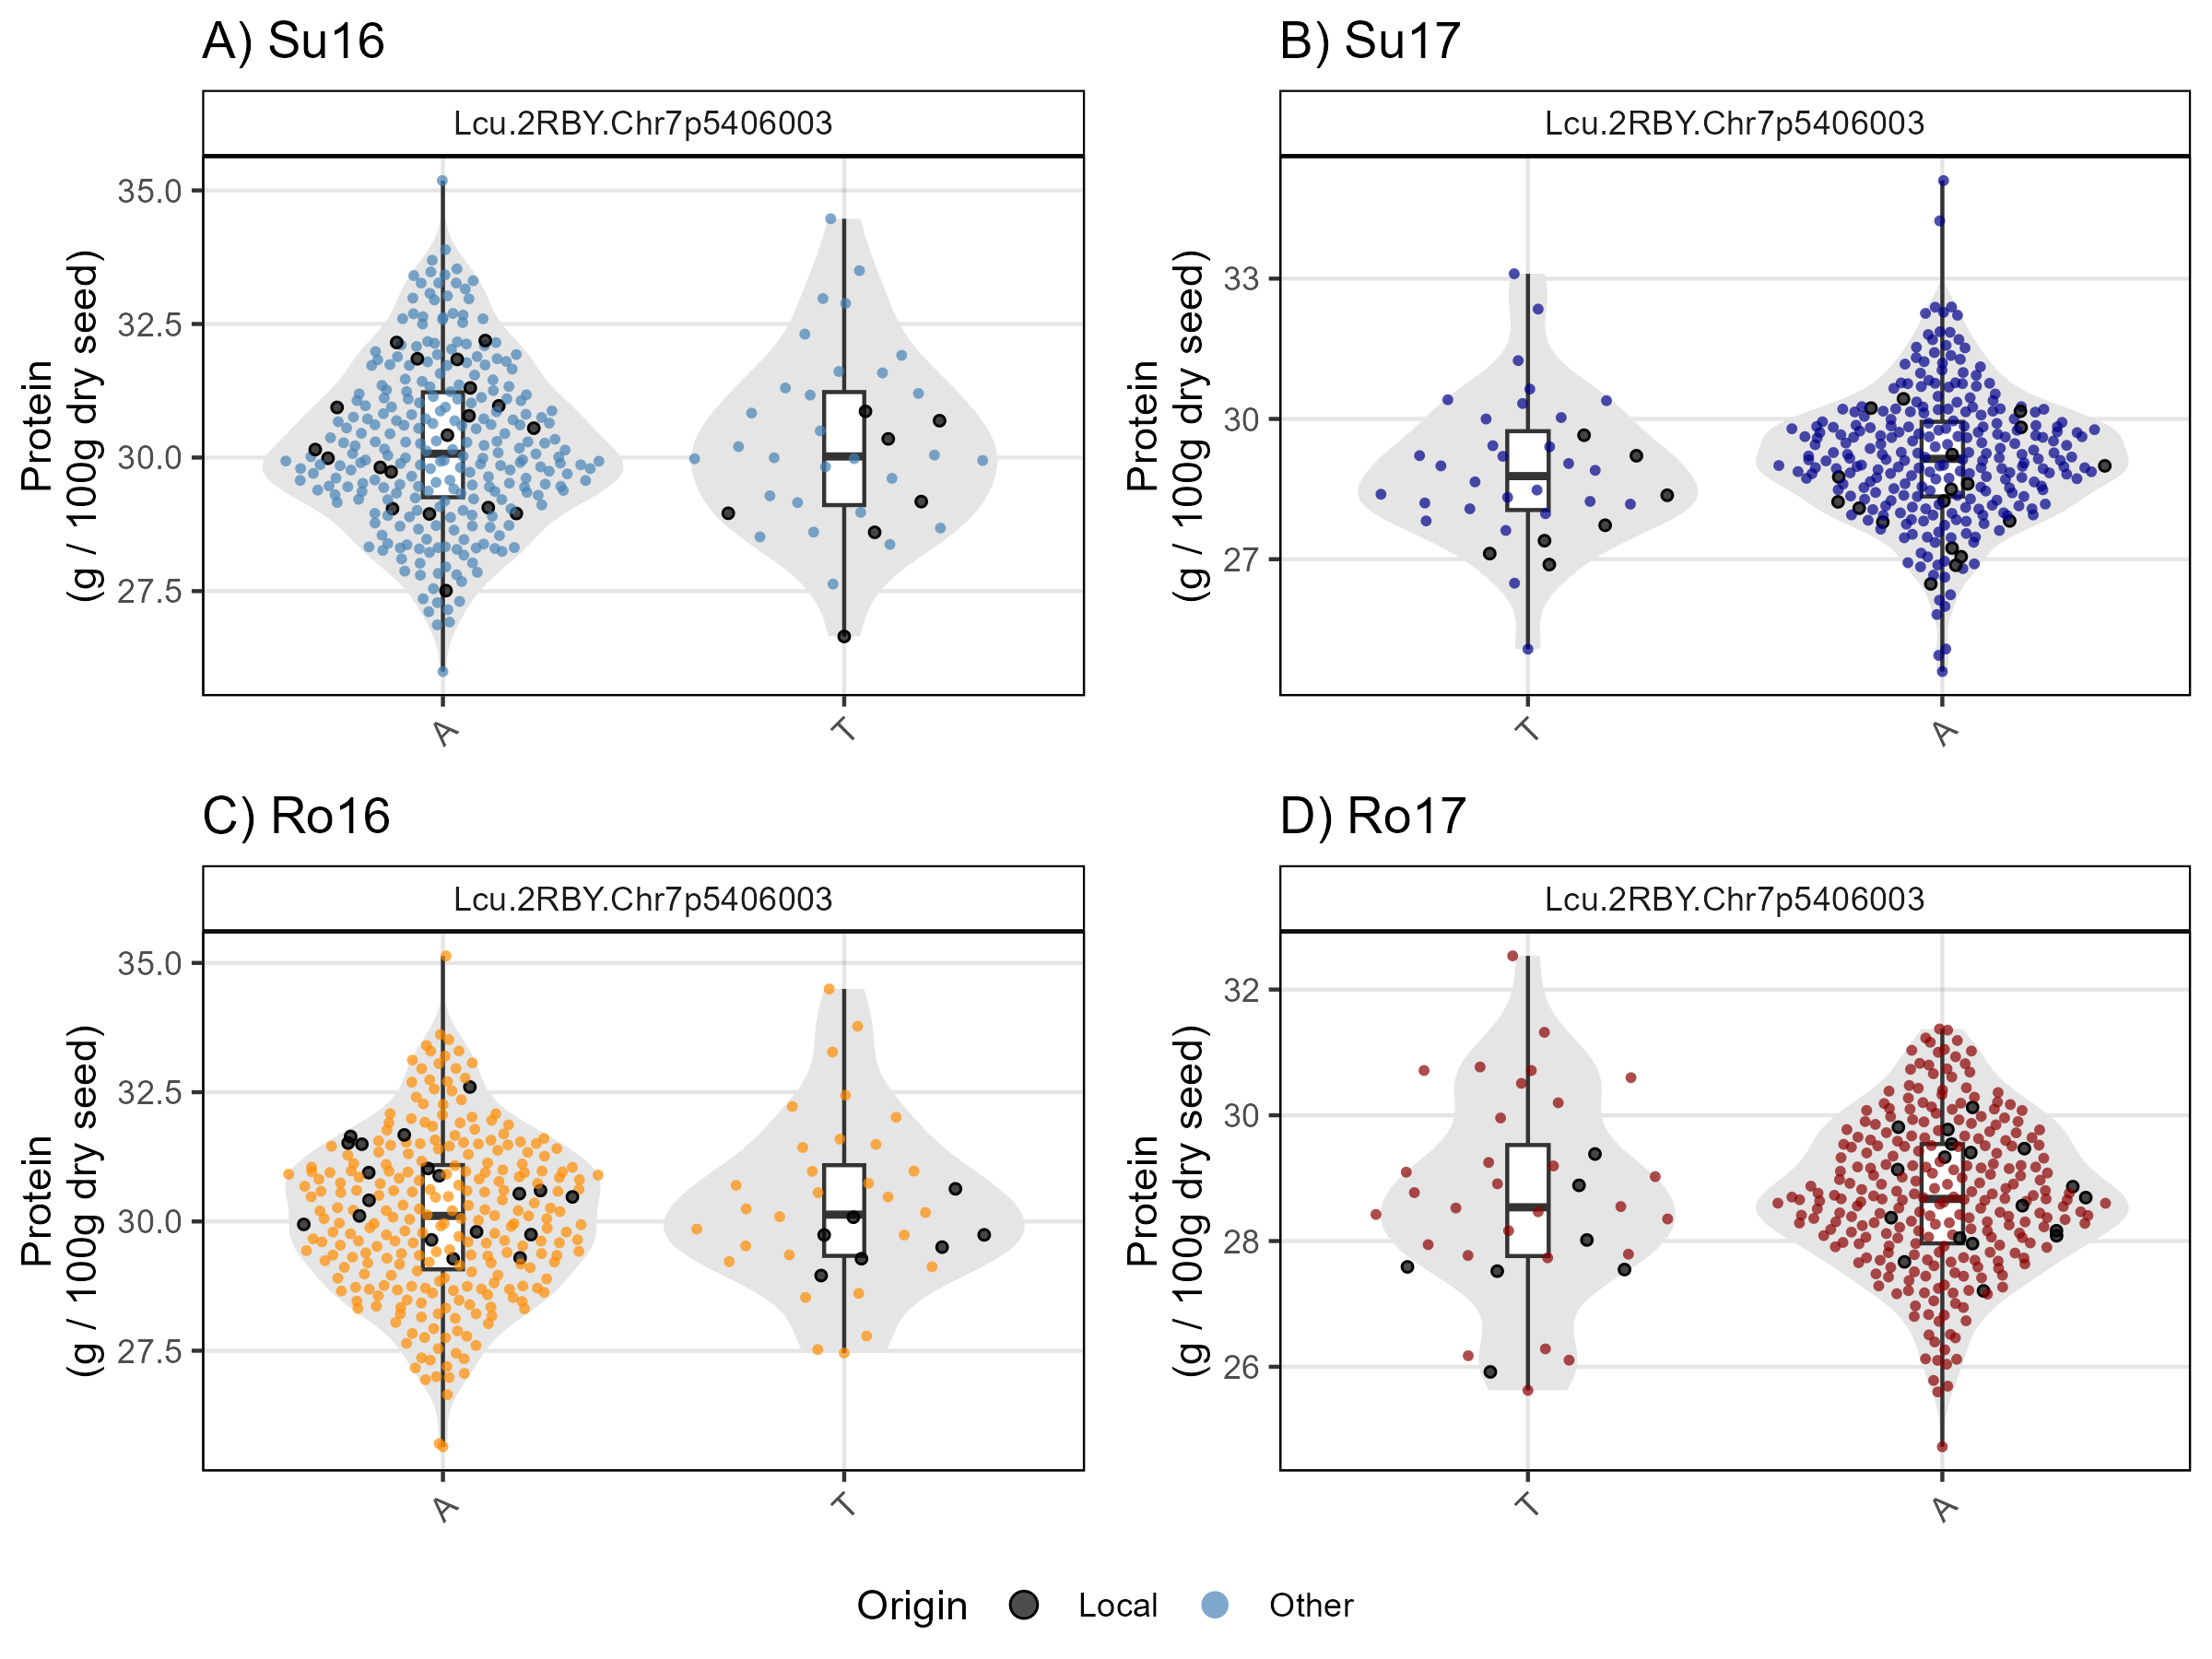 A) Su16
Lcu.2RBY.Chr7p5406003
Protein
(g / 100g dry seed)
35.0
32.5
30.0
27.5
A
T
B) Su17
Lcu.2RBY.Chr7p5406003
Protein
(g / 100g dry seed)
33
30
27
T
A
C) Ro16
Lcu.2RBY.Chr7p5406003
Protein
(g / 100g dry seed)
35.0
32.5
30.0
27.5
A
T
D) Ro17
Lcu.2RBY.Chr7p5406003
Protein
(g / 100g dry seed)
32
30
28
26
T
A
Origin Local Other